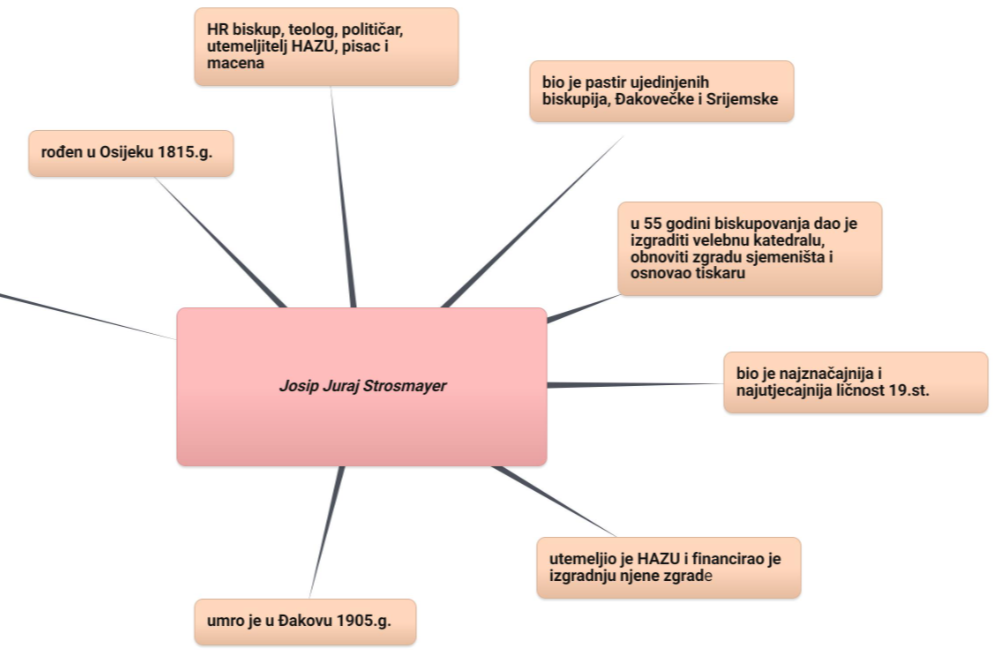 HR biskup, teolog, političar,
utemeljitelj HAZU, pisac i
macena
bio je pastir ujedinjenih
biskupija, Đakovečke i Srijemske
rođen u Osijeku 1815.g.
u 55 godini biskupovanja dao je
izgraditi velebnu katedralu,
obnoviti zgradu sjemeništa i
osnovao tiskaru
Josip Juraj Strosmayer
bio je najznačajnija i
najutjecajnija ličnost 19.st.
utemeljio je HAZU i financirao je
izgradnju njene zgrade
umro je u Đakovu 1905.g.